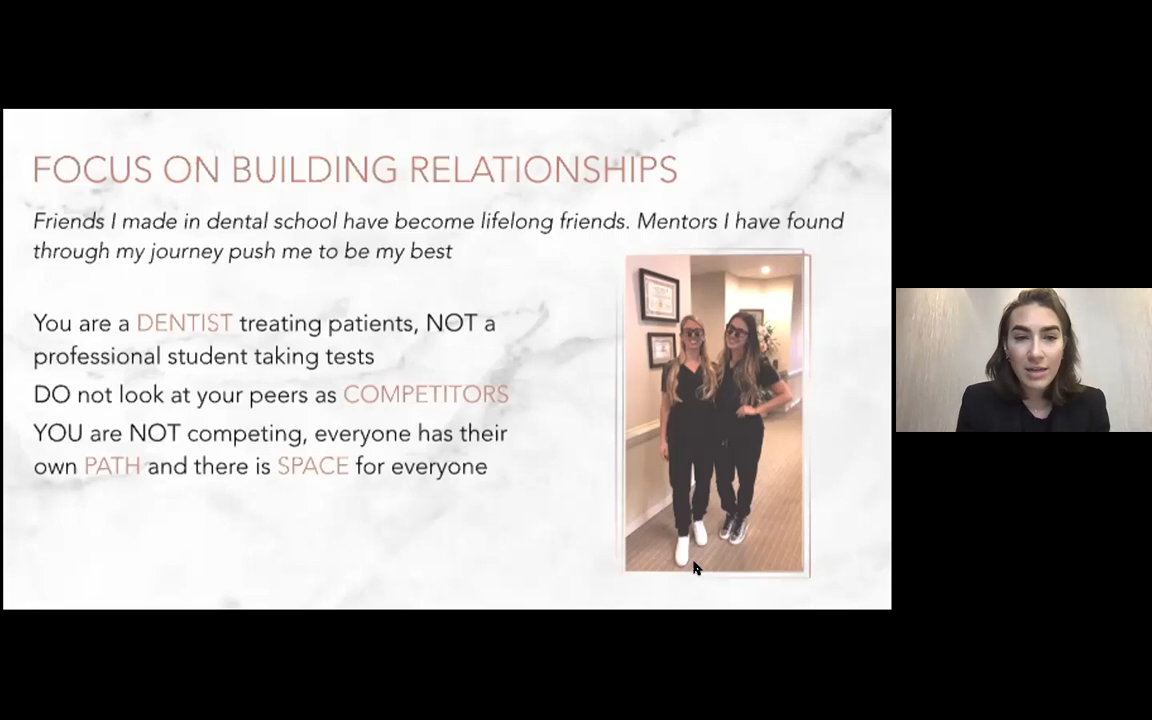 FOCUS ON BUILDING RELATIONSHIPS
Friends I made in dental school have become lifelong friends. Mentors I have found
through my journey push me to be my best
You are a DENTIST treating patients, NOT a
professional student taking tests
DO not look at your peers as COMPETITORS
YOU are NOT competing, everyone has their
own PATH and there is SPACE for everyone